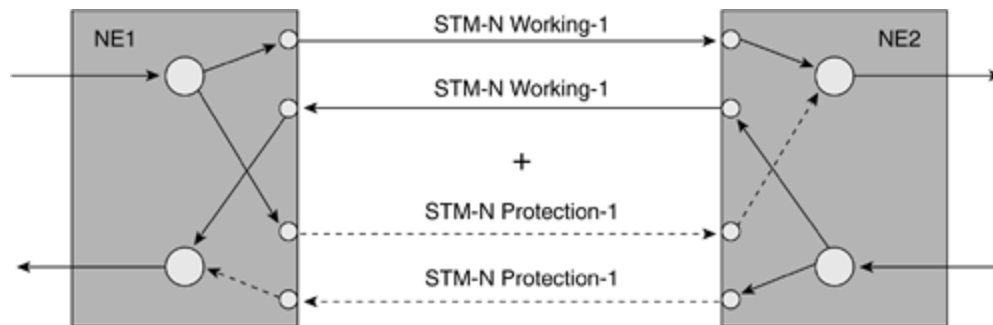 NE1
STM-N Working-1
NE2
STM-N Working-1
+
STM-N Protection-1
STM-N Protection-1